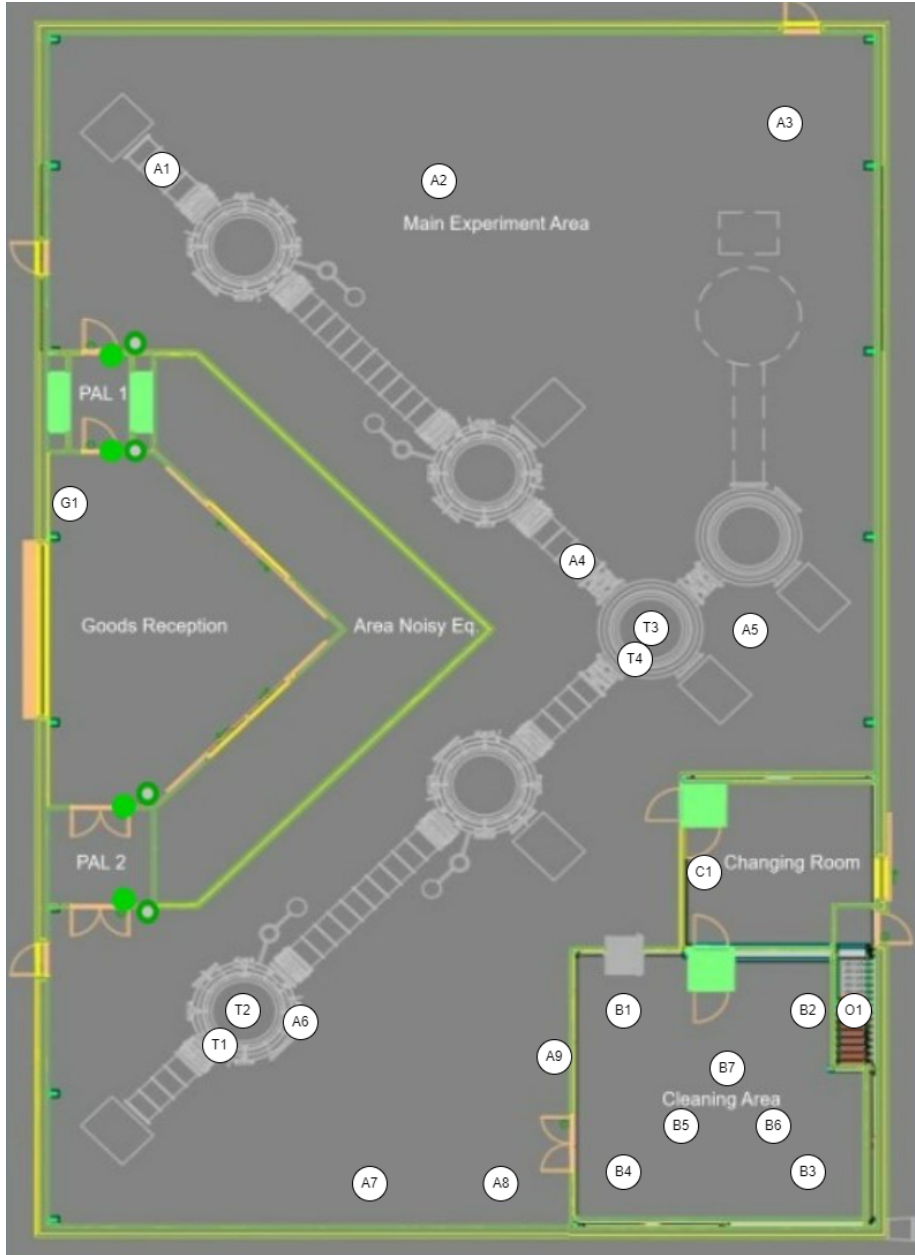 A3
A1
A2
Main Experiment Area
PAL 1
G1
A4
Goods Reception
Area Noisy Eq.
T3
A5
T4
PAL 2
C1
Changing Room
T2
A6
B1
B2
O1
T1
A9
B7
Cleaning Area
B5
B6
A7
A8
B4
B3